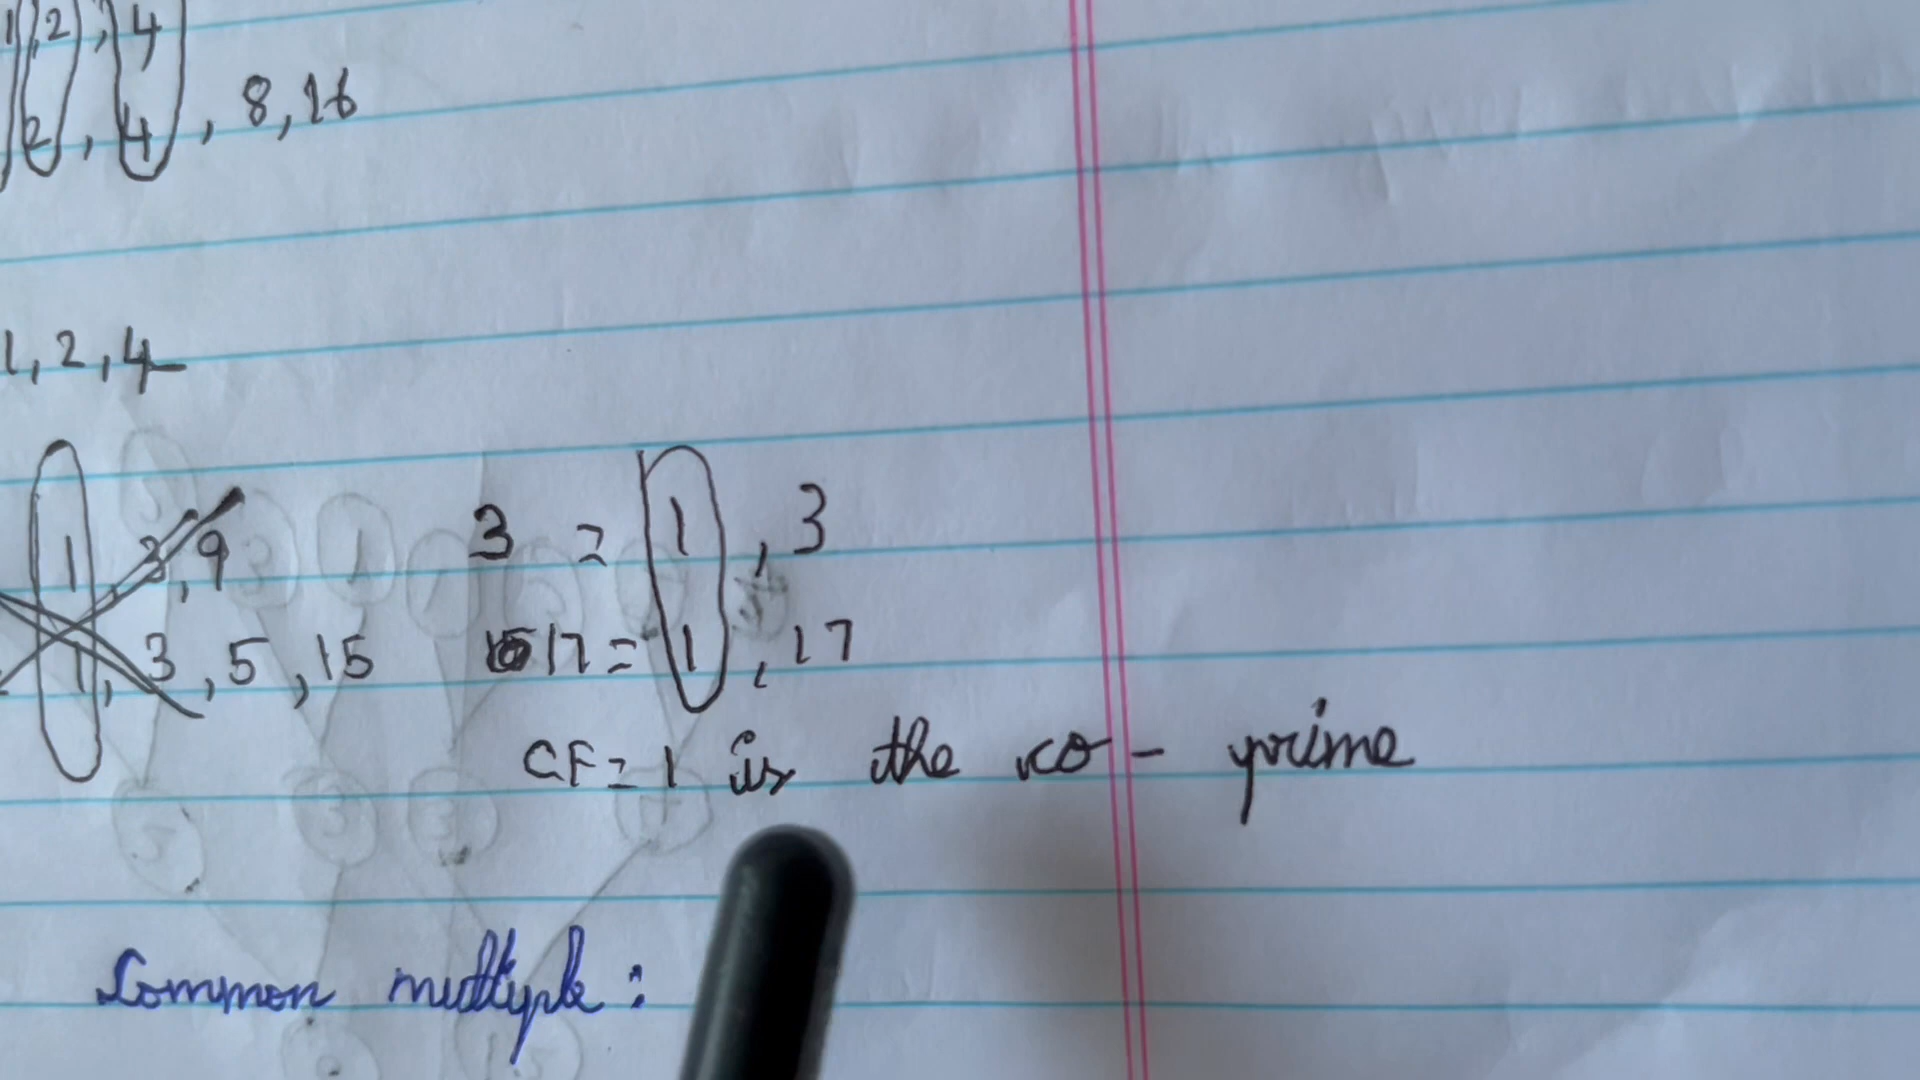 1, 2, 4
2, 4, 8, 16
1, 2, 4
1 3, 9 3 = 1, 3
1, 3, 5, 15 17 = 1, 17
CF = 1 is the co - prime
Common multiple: